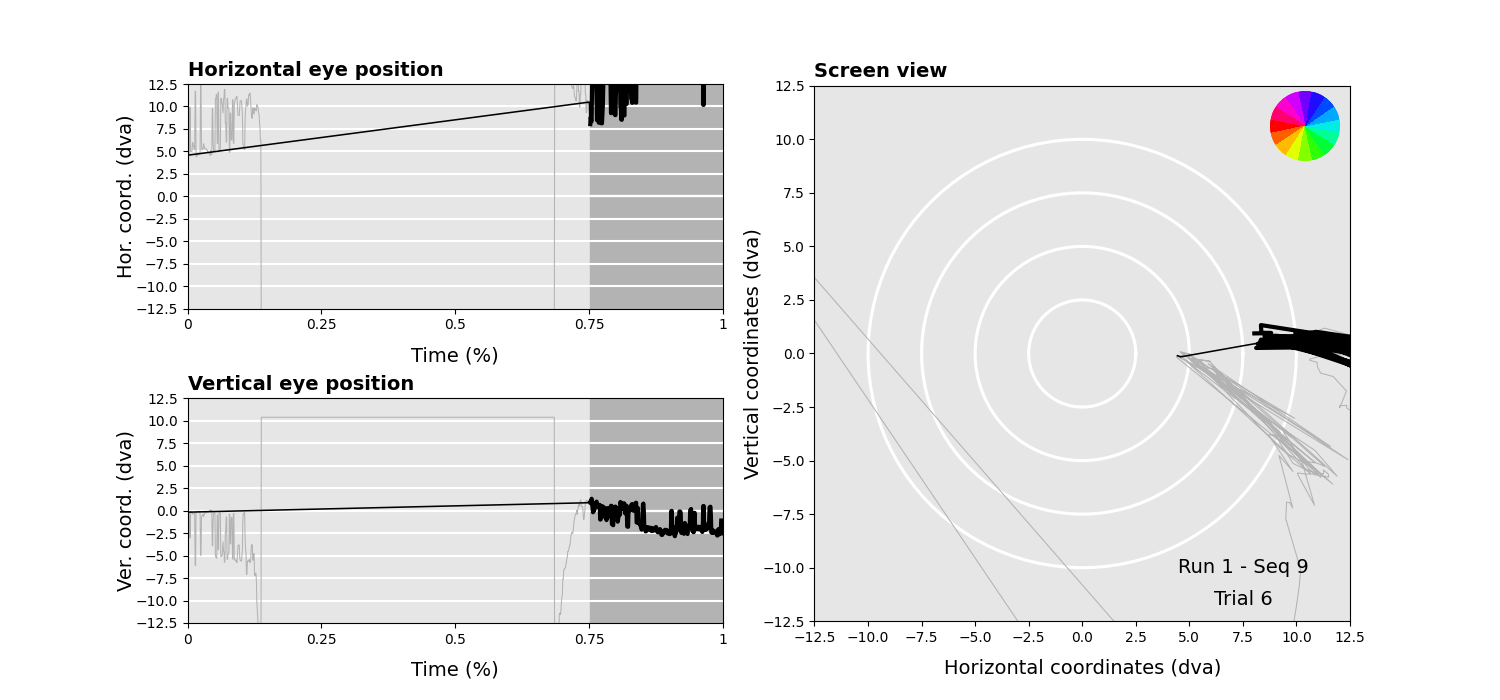 Horizontal eye position
Hor. coord. (dva)
12.5
10.0
7.5
5.0
2.5
0.0
−2.5
−5.0
−7.5
−10.0
−12.5
0 0.25 0.5 0.75 1
Time (%)
Vertical eye position
Ver. coord. (dva)
12.5
10.0
7.5
5.0
2.5
0.0
−2.5
−5.0
−7.5
−10.0
−12.5
0 0.25 0.5 0.75 1
Time (%)
Screen view
Vertical coordinates (dva)
12.5
10.0
7.5
5.0
2.5
0.0
−2.5
−5.0
−7.5
−10.0
−12.5
Run 1 - Seq 9
Trial 6
−12.5 −10.0 −7.5 −5.0 −2.5 0.0 2.5 5.0 7.5 10.0 12.5
Horizontal coordinates (dva)